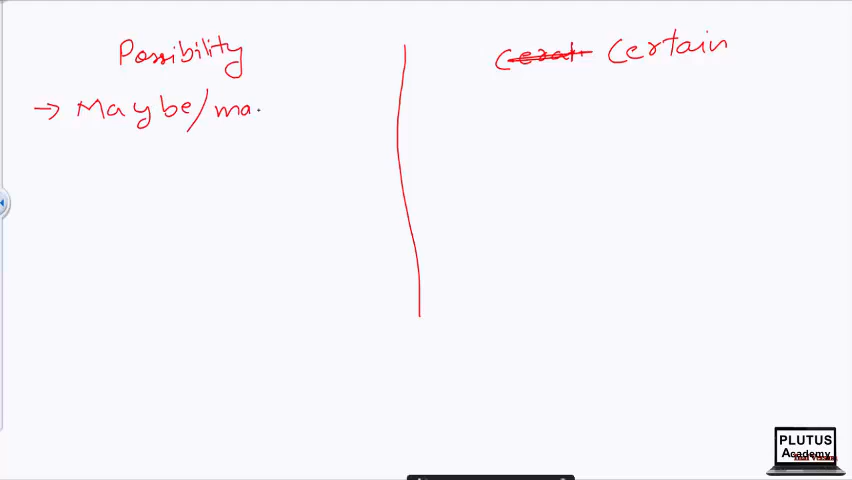 Possibility
Certain
→ Maybe/ma
PLUTUS
Academy